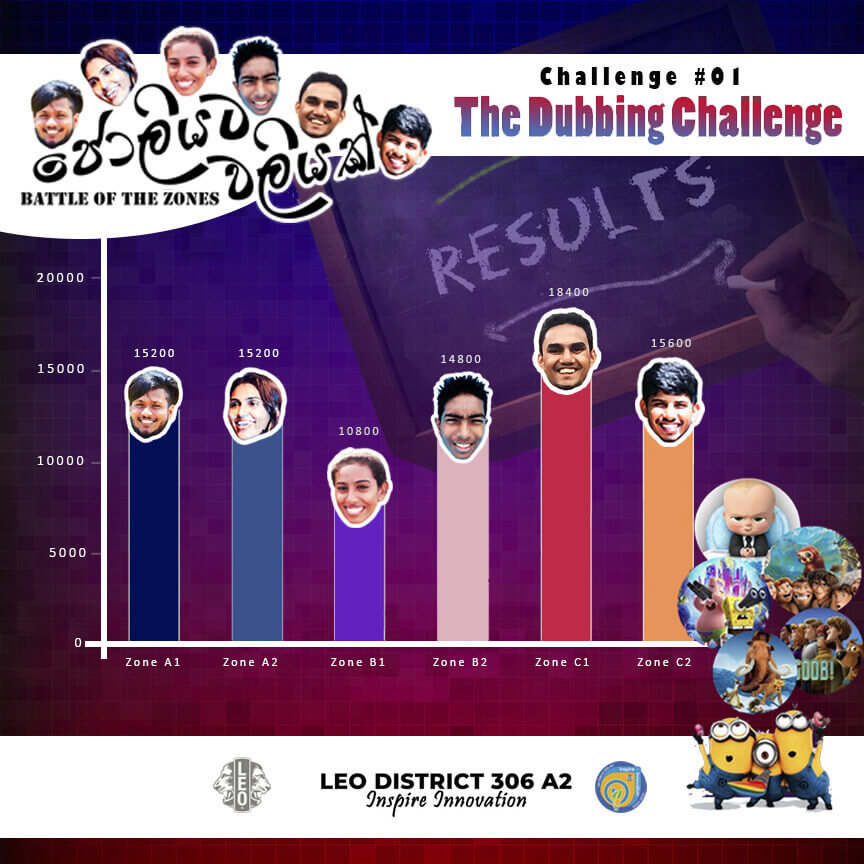 Challenge #01
The Dubbing Challenge
ජොලියට
වලියක්
BATTLE OF THE ZONES
RESULTS
20000
15000
10000
5000
0
15200
15200
10800
14800
18400
15600
Zone A1
Zone A2
Zone B1
Zone B2
Zone C1
Zone C2
OOB!
LEO
LEO DISTRICT 306 A2
Inspire Innovation